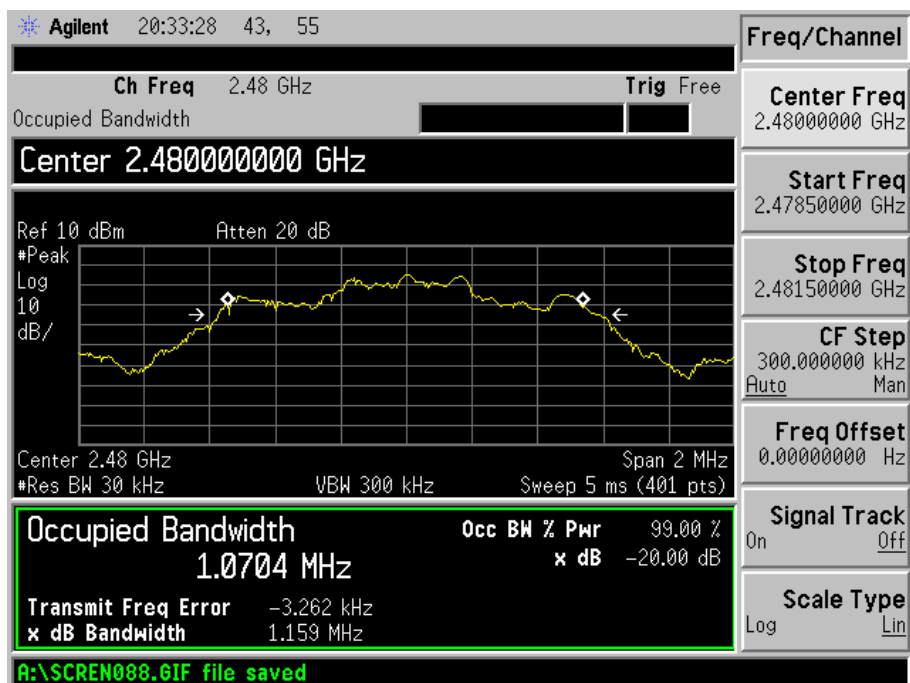 Agilent 20:33:28 43, 55
Ch Freq 2.48 GHz Trig Free
Occupied Bandwidth
Center 2.480000000 GHz
Ref 10 dBm Atten 20 dB
#Peak
Log
10
dB/
Center 2.48 GHz Span 2 MHz
#Res BW 30 kHz VBW 300 kHz Sweep 5 ms (401 pts)
Occupied Bandwidth Occ BW % Pwr 99.00 %
1.0704 MHz x dB -20.00 dB
Transmit Freq Error -3.262 kHz
x dB Bandwidth 1.159 MHz
A:\SCREN088.GIF file saved
Freq/Channel
Center Freq
2.48000000 GHz
Start Freq
2.47850000 GHz
Stop Freq
2.48150000 GHz
CF Step
300.000000 kHz
Auto Man
Freq Offset
0.00000000 Hz
Signal Track
On Off
Scale Type
Log Lin